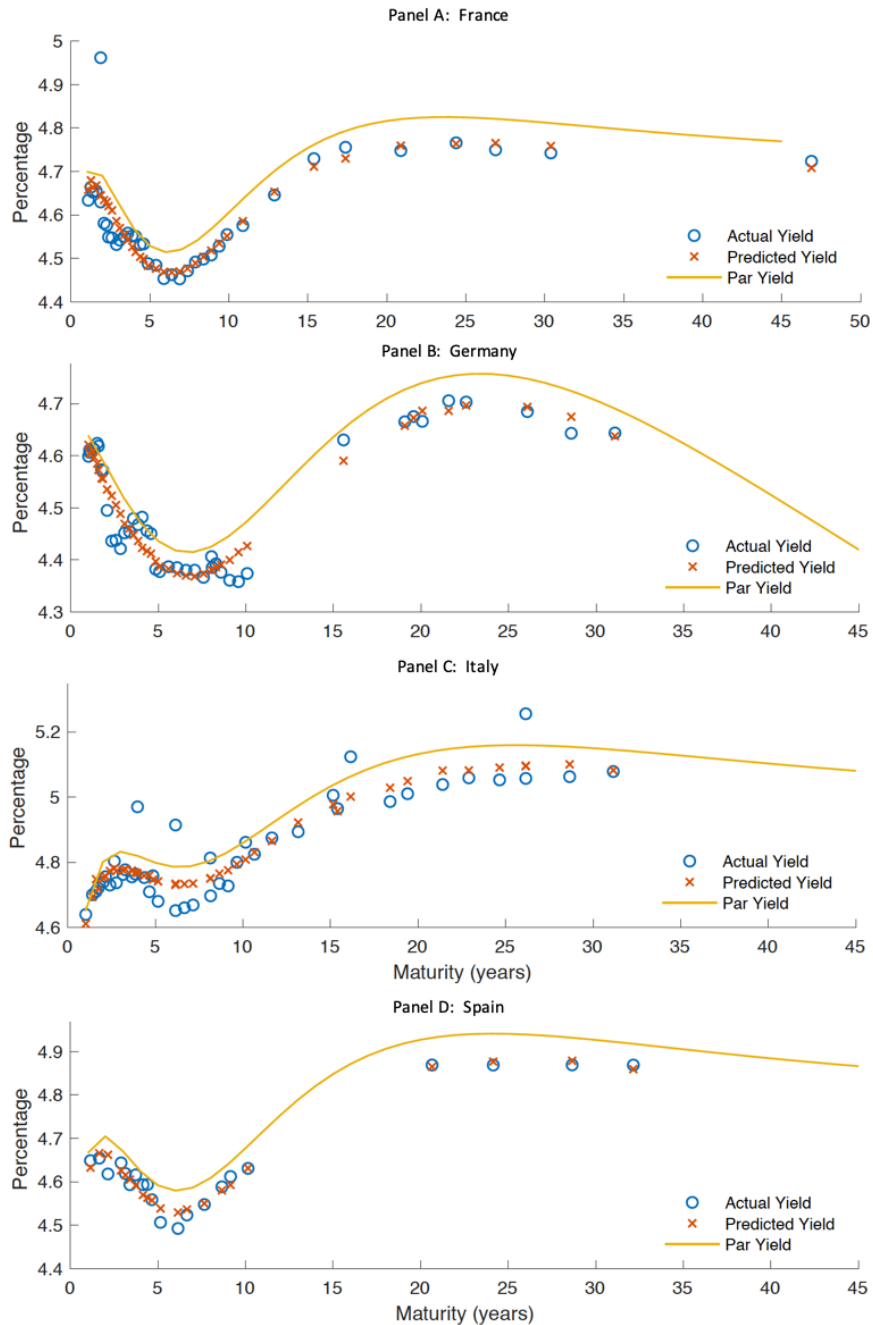 Panel A: France
5
4.9
4.8
4.7
4.6
4.5
4.4
Percentage
Actual Yield
Predicted Yield
Par Yield
0 5 10 15 20 25 30 35 40 45 50
Panel B: Germany
4.7
4.6
4.5
4.4
4.3
Percentage
Actual Yield
Predicted Yield
Par Yield
0 5 10 15 20 25 30 35 40 45
Panel C: Italy
5.2
5
4.8
4.6
Percentage
Actual Yield
Predicted Yield
Par Yield
0 5 10 15 20 25 30 35 40 45
Maturity (years)
Panel D: Spain
4.9
4.8
4.7
4.6
4.5
4.4
Percentage
Actual Yield
Predicted Yield
Par Yield
0 5 10 15 20 25 30 35 40 45
Maturity (years)